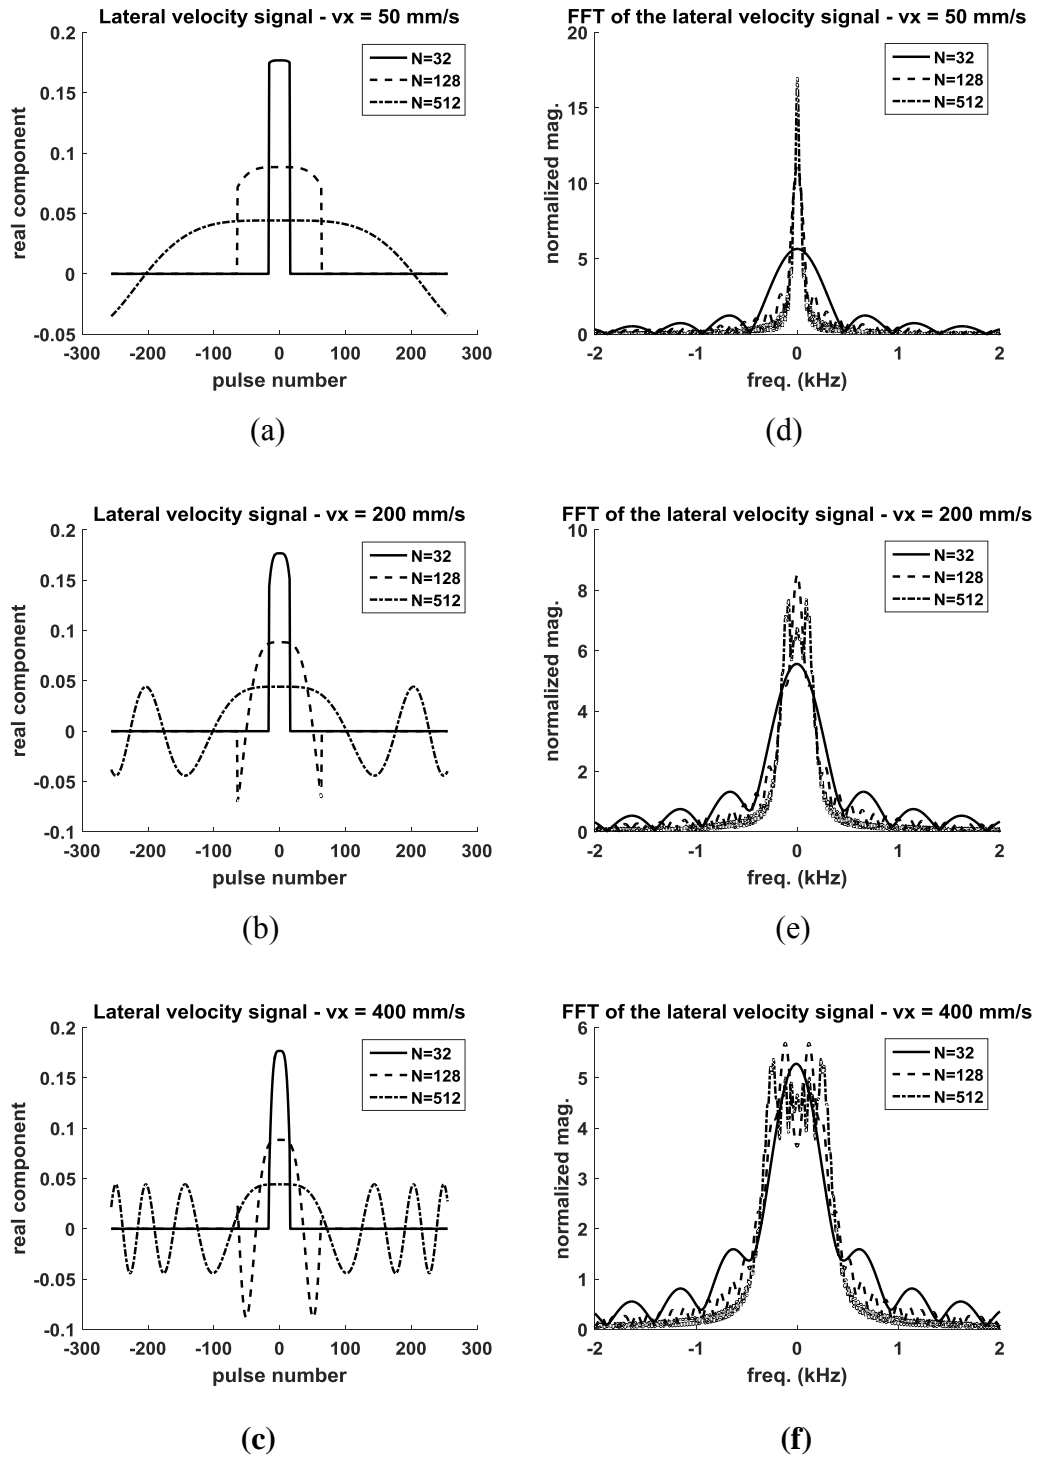 Lateral velocity signal - vx = 50 mm/s
0.2
0.15
0.1
0.05
0
-0.05
real component
-300 -200 -100 0 100 200 300
pulse number
N=32
N=128
N=512
(a)
FFT of the lateral velocity signal - vx = 50 mm/s
20
15
10
5
0
normalized mag.
-2 -1 0 1 2
freq. (kHz)
N=32
N=128
N=512
(d)
Lateral velocity signal - vx = 200 mm/s
0.2
0.15
0.1
0.05
0
-0.05
-0.1
real component
-300 -200 -100 0 100 200 300
pulse number
N=32
N=128
N=512
(b)
FFT of the lateral velocity signal - vx = 200 mm/s
10
8
6
4
2
0
normalized mag.
-2 -1 0 1 2
freq. (kHz)
N=32
N=128
N=512
(e)
Lateral velocity signal - vx = 400 mm/s
0.2
0.15
0.1
0.05
0
-0.05
-0.1
real component
-300 -200 -100 0 100 200 300
pulse number
N=32
N=128
N=512
(c)
FFT of the lateral velocity signal - vx = 400 mm/s
6
5
4
3
2
1
0
normalized mag.
-2 -1 0 1 2
freq. (kHz)
N=32
N=128
N=512
(f)